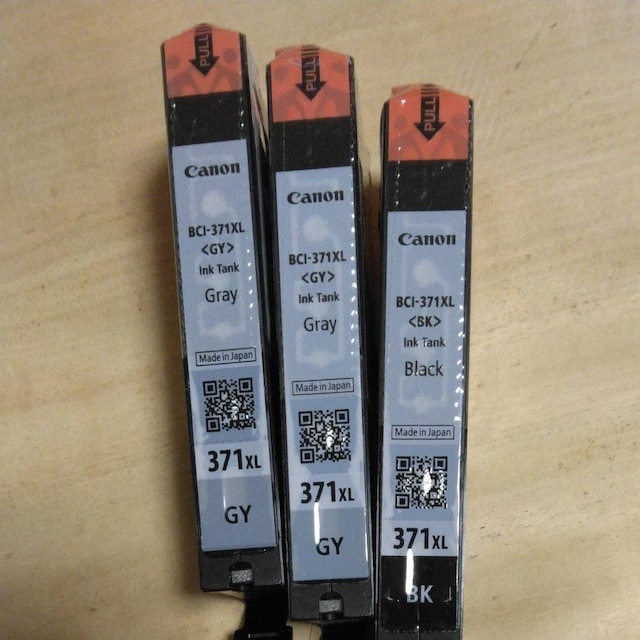 PULL
Canon
BCI-371XL
<GY>
Ink Tank
Gray
Made in Japan
371XL
GY
PULL
Canon
BCI-371XL
<GY>
Ink Tank
Gray
Made in Japan
371XL
GY
PULL
Canon
BCI-371XL
<BK>
Ink Tank
Black
Made in Japan
371XL
BK